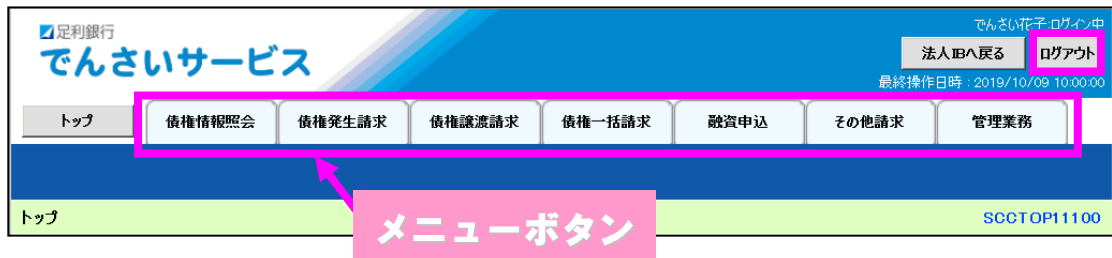 足利銀行
でんさいサービス
でんさい花子:ログイン中
法人IBへ戻る ログアウト
最終操作日時：2019/10/09 10:00:00
トップ 債権情報照会 債権発生請求 債権譲渡請求 債権一括請求 融資申込 その他請求 管理業務
メニューボタン
トップ SCCTOP11100